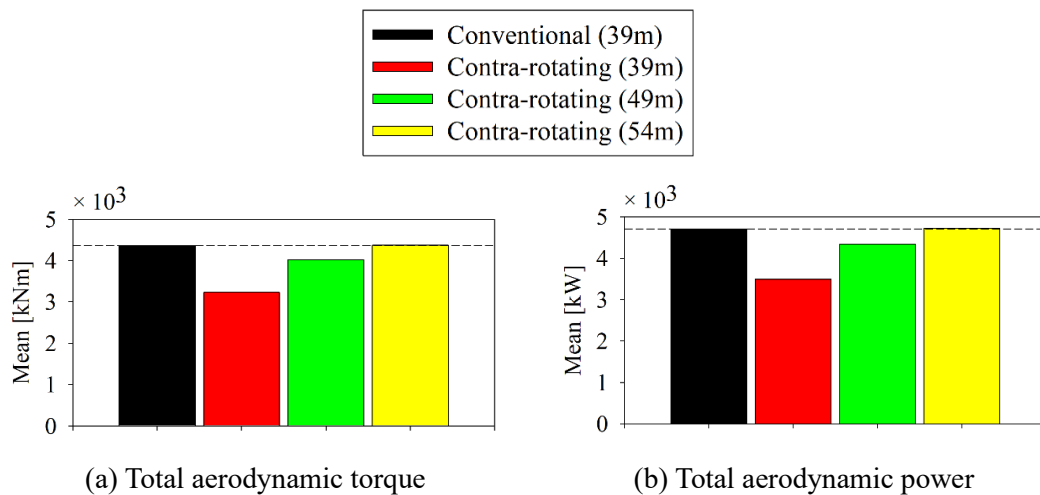 Conventional (39m)
Contra-rotating (39m)
Contra-rotating (49m)
Contra-rotating (54m)
× 10³
5
4
3
2
1
0
Mean [kNm]
(a) Total aerodynamic torque
× 10³
5
4
3
2
1
0
Mean [kW]
(b) Total aerodynamic power